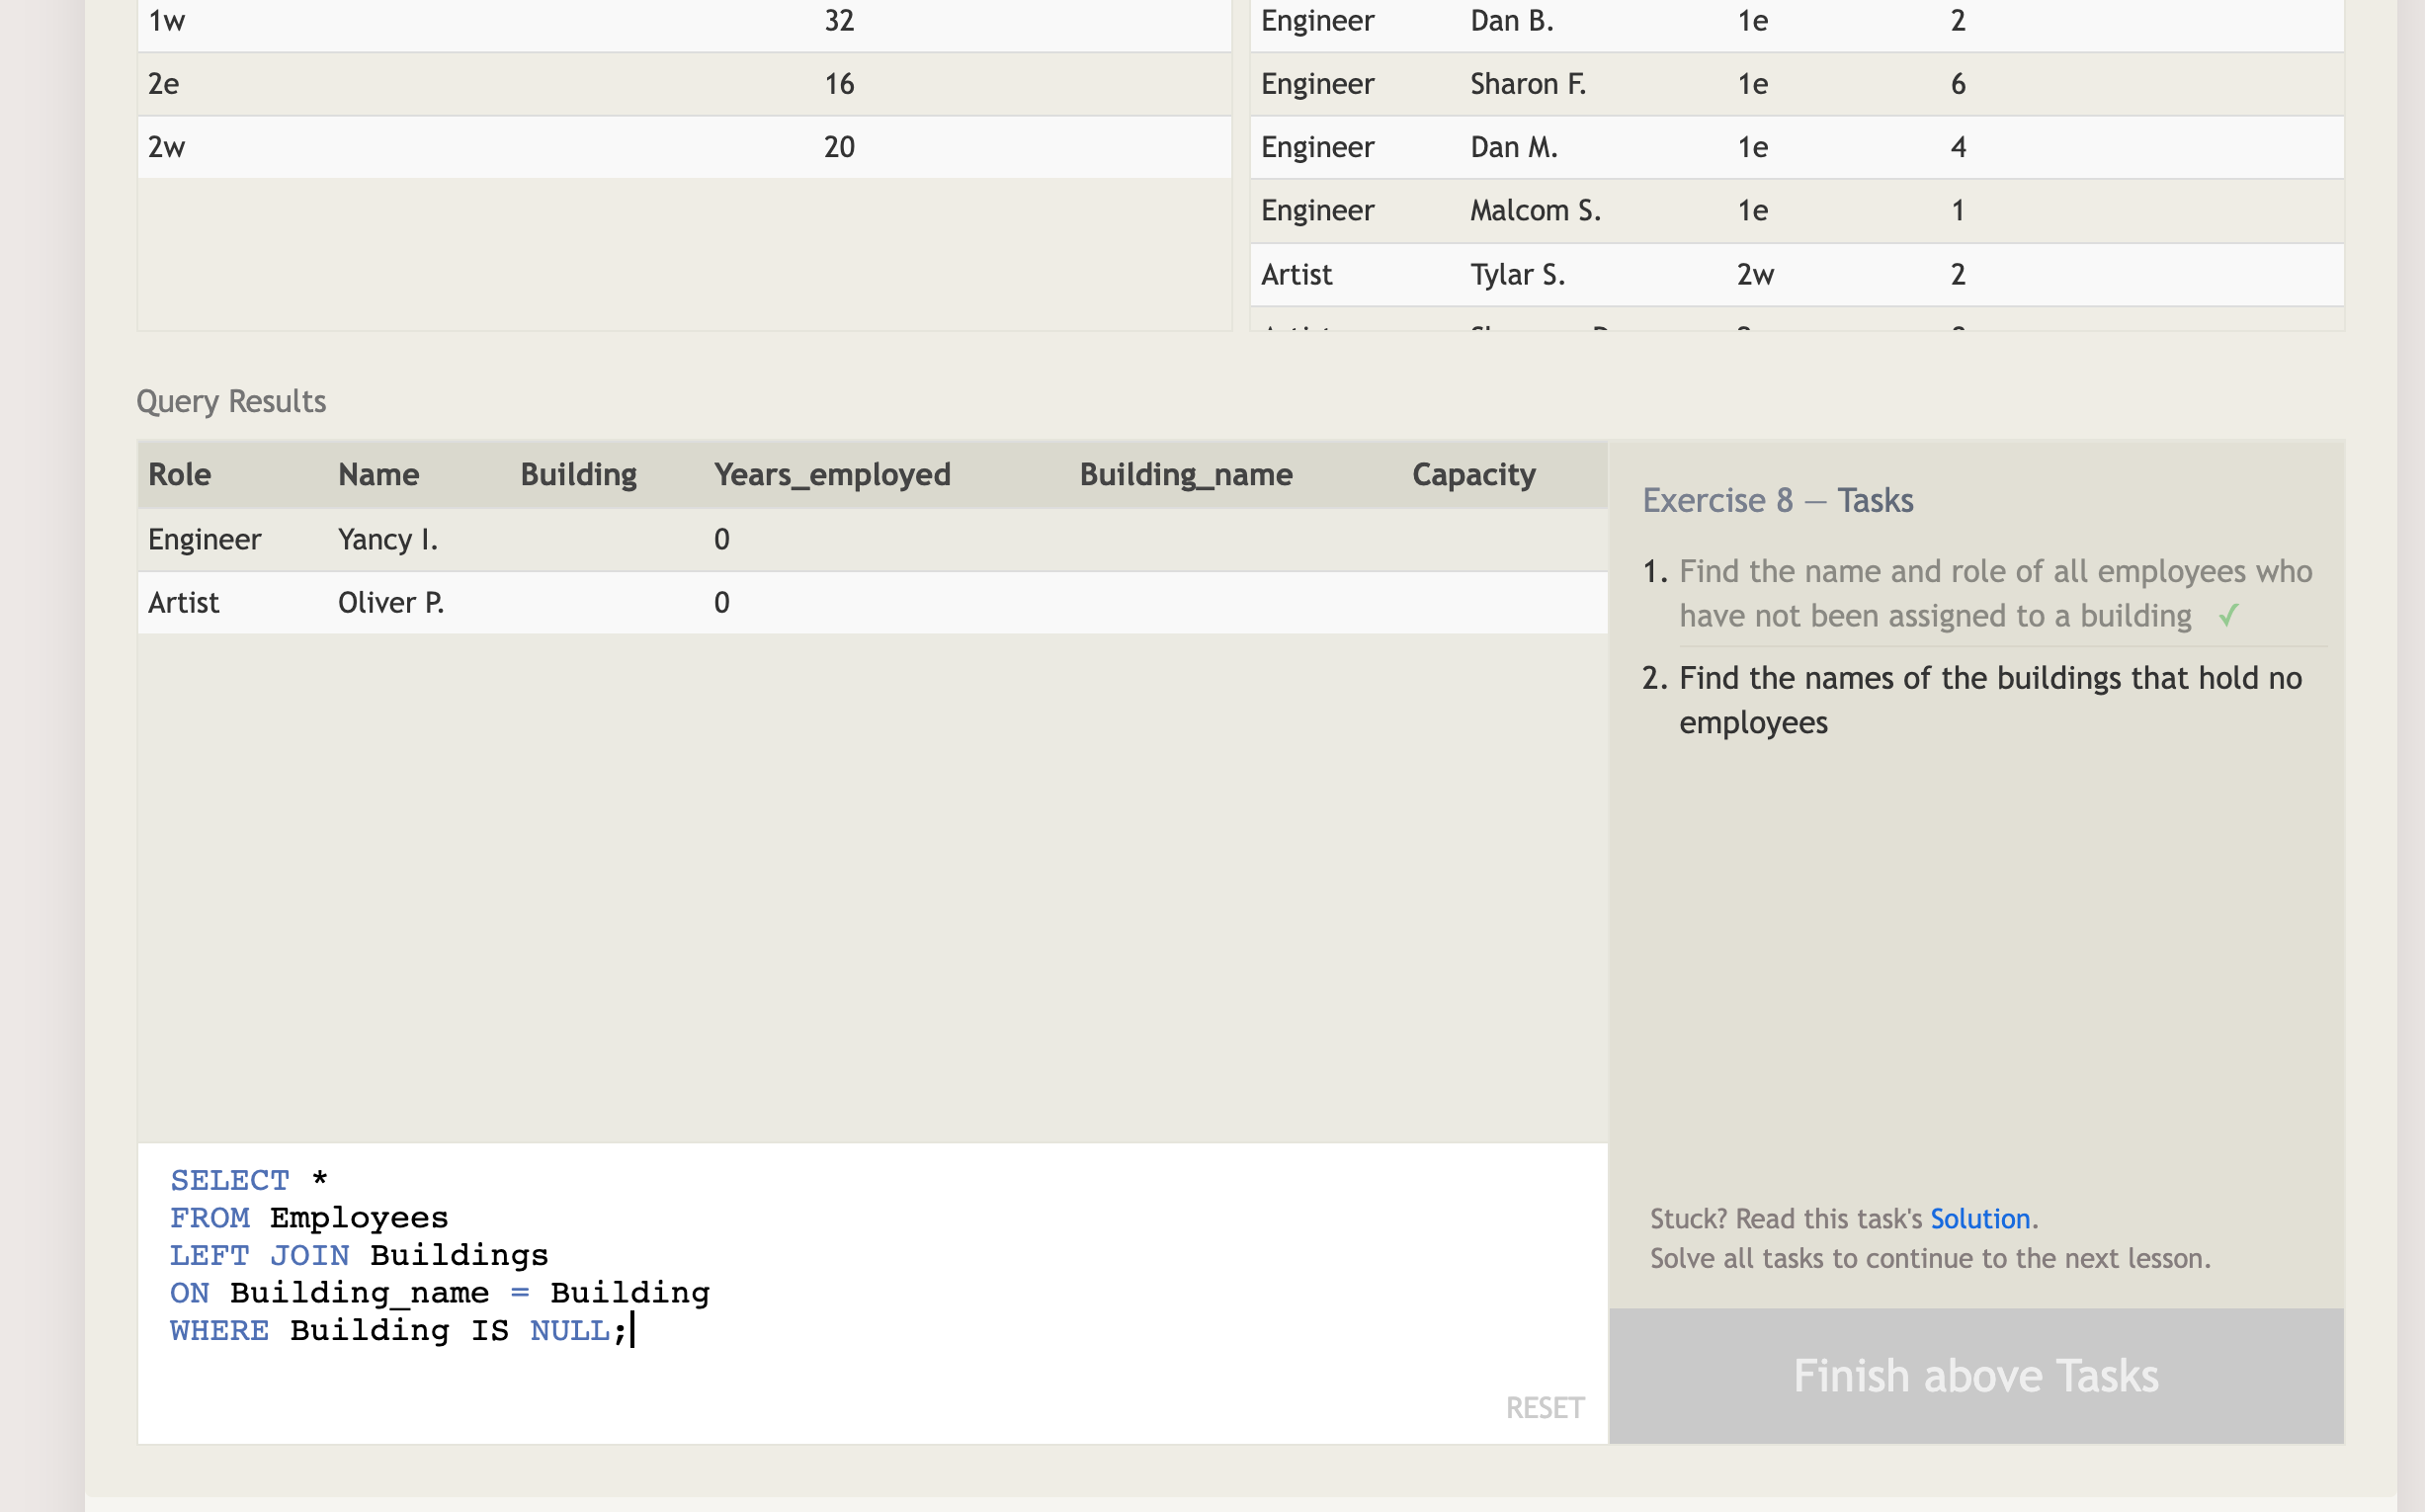 1w 32
2e 16
2w 20
Engineer Dan B. 1e 2
Engineer Sharon F. 1e 6
Engineer Dan M. 1e 4
Engineer Malcom S. 1e 1
Artist Tylar S. 2w 2
Query Results
Role Name Building Years_employed Building_name Capacity
Engineer Yancy I. 0
Artist Oliver P. 0
Exercise 8 — Tasks
1. Find the name and role of all employees who
have not been assigned to a building ✓
2. Find the names of the buildings that hold no
employees
Stuck? Read this task's Solution.
Solve all tasks to continue to the next lesson.
Finish above Tasks
SELECT *
FROM Employees
LEFT JOIN Buildings
ON Building_name = Building
WHERE Building IS NULL;
RESET